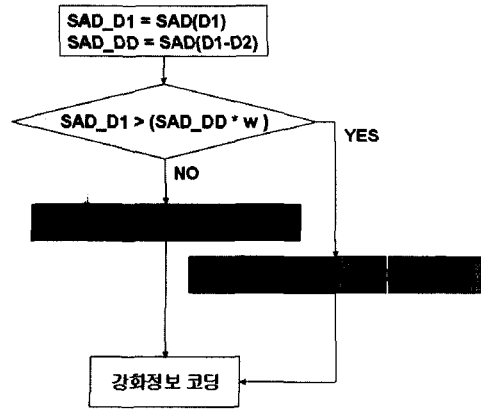 SAD_D1 = SAD(D1)
SAD_DD = SAD(D1-D2)
SAD_D1 > (SAD_DD * w )
YES
NO
강화정보 코딩